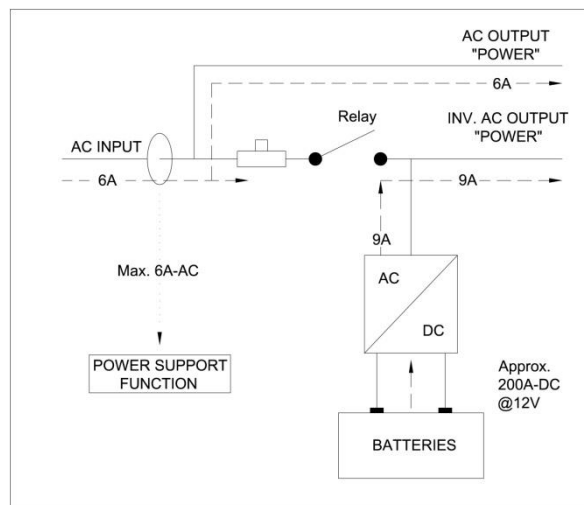 AC OUTPUT
"POWER"
6A
Relay
INV. AC OUTPUT
"POWER"
AC INPUT
6A
9A
9A
Max. 6A-AC
AC
DC
POWER SUPPORT
FUNCTION
Approx.
200A-DC
@12V
BATTERIES